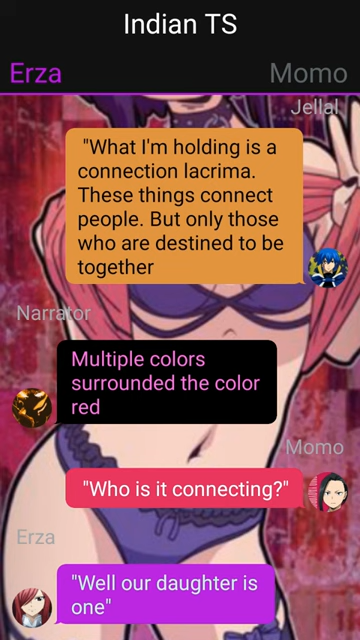 Indian TS
Erza Momo
Jellal
"What I'm holding is a
connection lacrima.
These things connect
people. But only those
who are destined to be
together
Narrator
Multiple colors
surrounded the color
red
Momo
"Who is it connecting?"
Erza
"Well our daughter is
one"